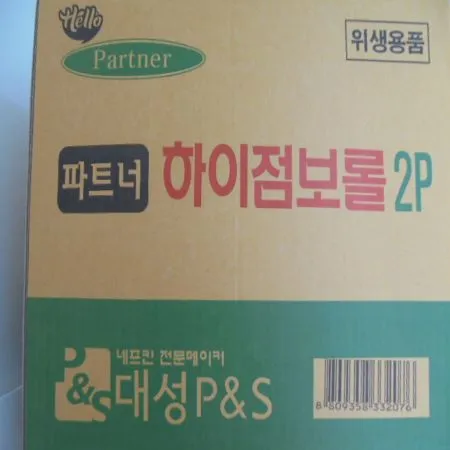 Hello
Partner
위생용품
파트너 하이점보롤 2P
네프킨 전문메이커
P&S 대성P&S
8 809358 332076